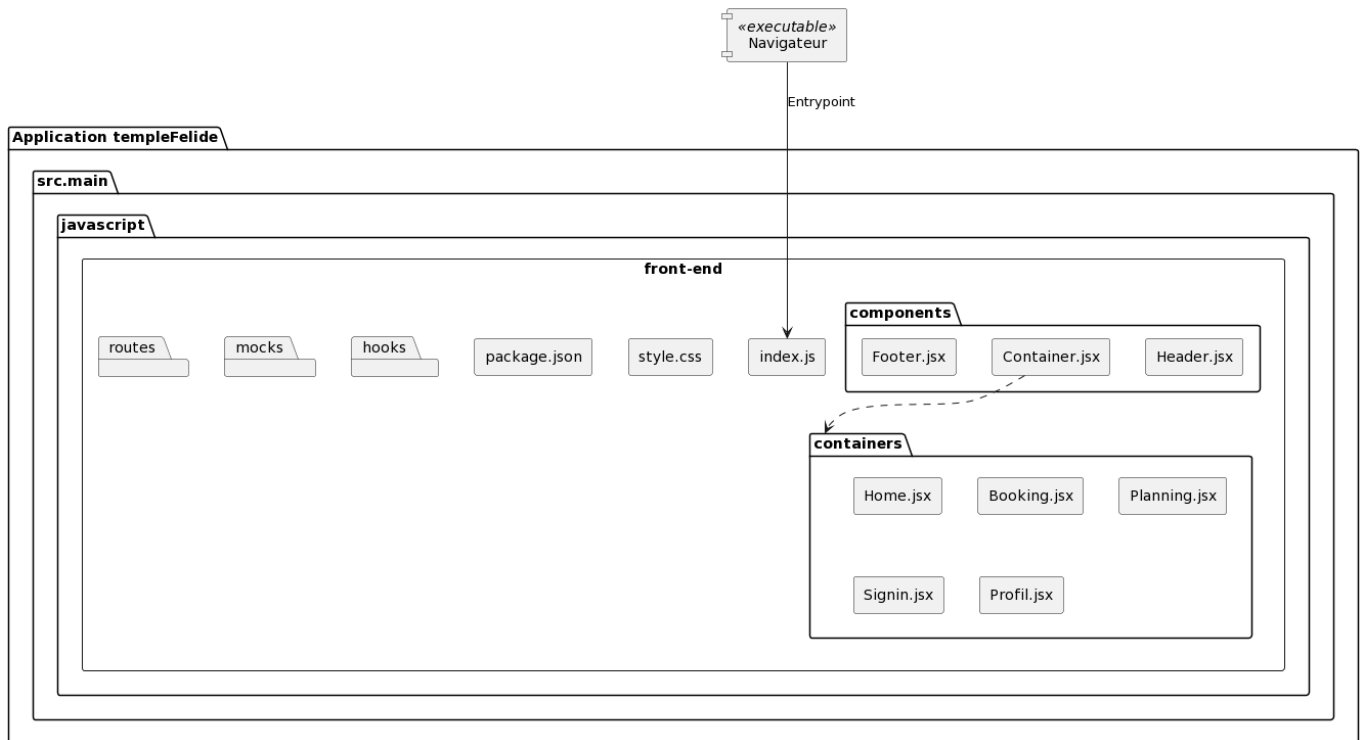 «executable»
Navigateur
Entrypoint
Application templeFelide
src.main
javascript
front-end
components
routes
mocks
hooks
package.json
style.css
index.js
Footer.jsx
Container.jsx
Header.jsx
containers
Home.jsx
Booking.jsx
Planning.jsx
Signin.jsx
Profil.jsx